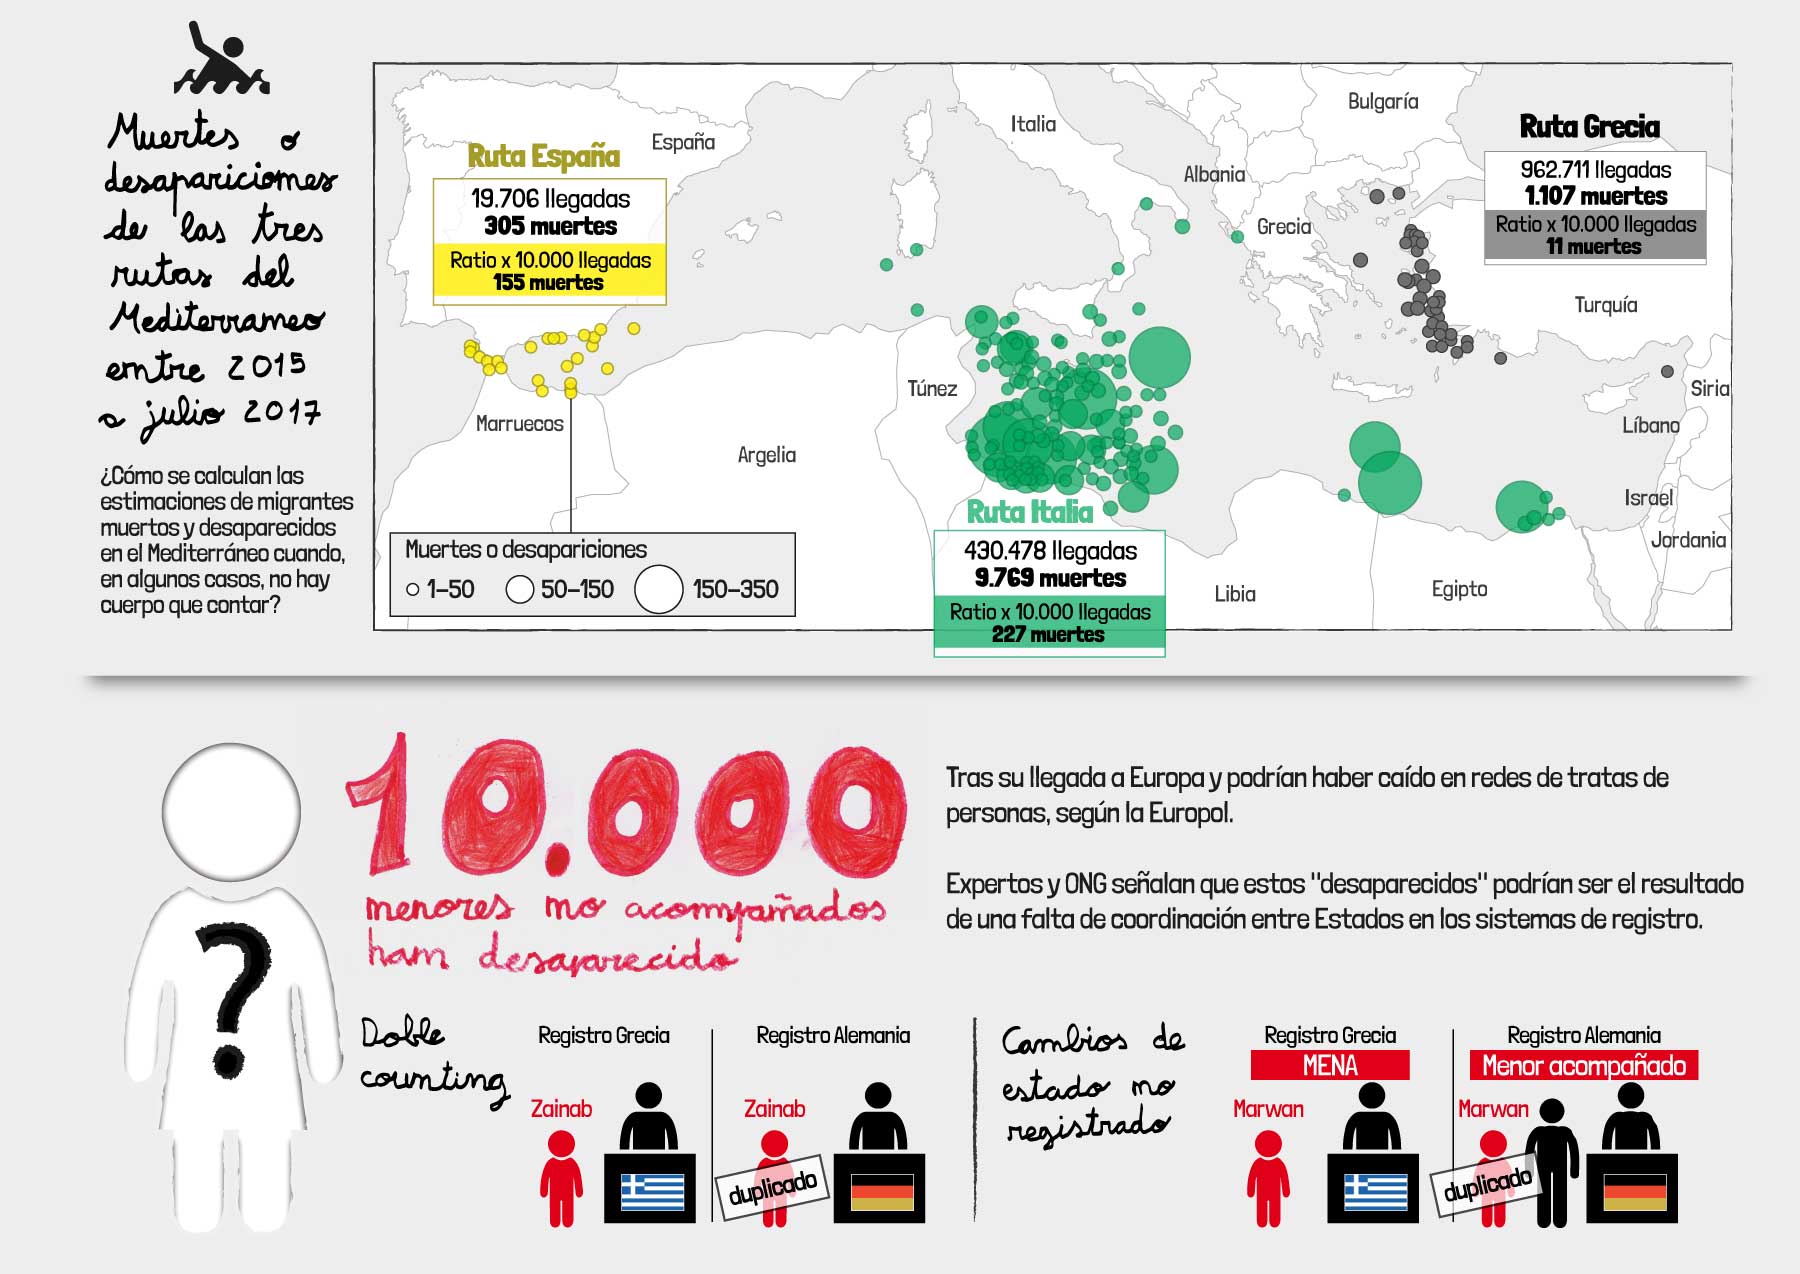 Muertes o
desapariciones
de las tres
rutas del
Mediterraneo
entre 2015
a julio 2017
¿Cómo se calculan las
estimaciones de migrantes
muertos y desaparecidos
en el Mediterráneo cuando,
en algunos casos, no hay
cuerpo que contar?
Ruta España
19.706 llegadas
305 muertes
Ratio x 10.000 llegadas
155 muertes
España
Italia
Bulgaría
Albania
Grecia
Ruta Grecia
962.711 llegadas
1.107 muertes
Ratio x 10.000 llegadas
11 muertes
Turquía
Túnez
Siria
Marruecos
Argelia
Líbano
Israel
Jordania
Libia
Egipto
Ruta Italia
430.478 llegadas
9.769 muertes
Ratio x 10.000 llegadas
227 muertes
Muertes o desapariciones
1–50
50–150
150–350
?
10.000
menores no acompañados
han desaparecido
Tras su llegada a Europa y podrían haber caído en redes de tratas de
personas, según la Europol.
Expertos y ONG señalan que estos "desaparecidos" podrían ser el resultado
de una falta de coordinación entre Estados en los sistemas de registro.
Doble
counting
Registro Grecia
Zainab
Registro Alemania
Zainab
duplicado
Cambios de
estado no
registrado
Registro Grecia
MENA
Marwan
Registro Alemania
Menor acompañado
Marwan
duplicado